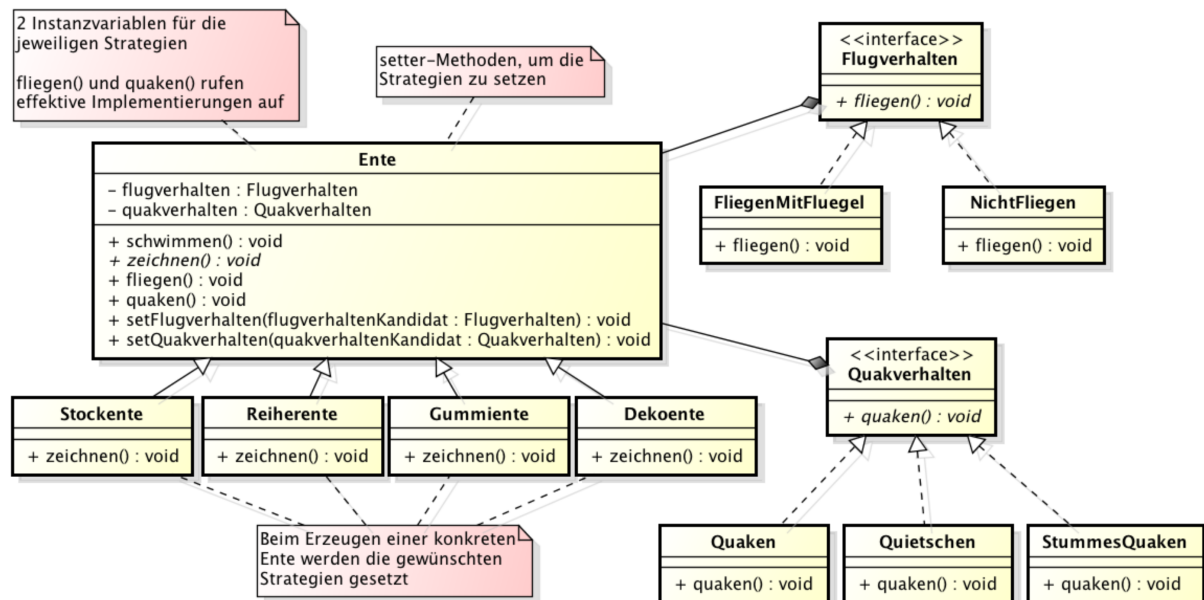 2 Instanzvariablen für die
jeweiligen Strategien
fliegen() und quaken() rufen
effektive Implementierungen auf
setter-Methoden, um die
Strategien zu setzen
<<interface>>
Flugverhalten
+ fliegen() : void
Ente
- flugverhalten : Flugverhalten
- quakverhalten : Quakverhalten
+ schwimmen() : void
+ zeichnen() : void
+ fliegen() : void
+ quaken() : void
+ setFlugverhalten(flugverhaltenKandidat : Flugverhalten) : void
+ setQuakverhalten(quakverhaltenKandidat : Quakverhalten) : void
FliegenMitFluegel
+ fliegen() : void
NichtFliegen
+ fliegen() : void
<<interface>>
Quakverhalten
+ quaken() : void
Stockente
+ zeichnen() : void
Reiherente
+ zeichnen() : void
Gummiente
+ zeichnen() : void
Dekoente
+ zeichnen() : void
Beim Erzeugen einer konkreten
Ente werden die gewünschten
Strategien gesetzt
Quaken
+ quaken() : void
Quietschen
+ quaken() : void
StummesQuaken
+ quaken() : void